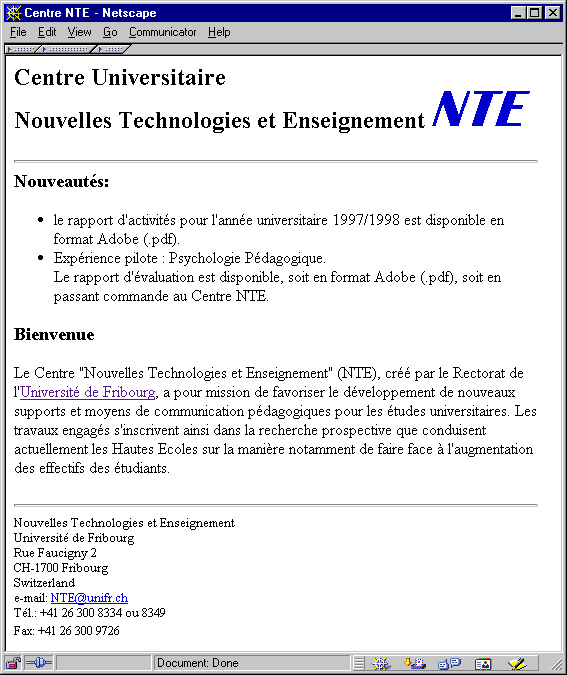 Centre NTE - Netscape
File Edit View Go Communicator Help
Centre Universitaire
Nouvelles Technologies et Enseignement NTE
Nouveautés:
• le rapport d'activités pour l'année universitaire 1997/1998 est disponible en
format Adobe (.pdf).
• Expérience pilote : Psychologie Pédagogique.
Le rapport d'évaluation est disponible, soit en format Adobe (.pdf), soit en
passant commande au Centre NTE.
Bienvenue
Le Centre "Nouvelles Technologies et Enseignement" (NTE), créé par le Rectorat de
l'Université de Fribourg, a pour mission de favoriser le développement de nouveaux
supports et moyens de communication pédagogiques pour les études universitaires. Les
travaux engagés s'inscrivent ainsi dans la recherche prospective que conduisent
actuellement les Hautes Ecoles sur la manière notamment de faire face à l'augmentation
des effectifs des étudiants.
Nouvelles Technologies et Enseignement
Université de Fribourg
Rue Faucigny 2
CH-1700 Fribourg
Switzerland
e-mail: NTE@unifr.ch
Tél.: +41 26 300 8334 ou 8349
Fax: +41 26 300 9726
Document: Done